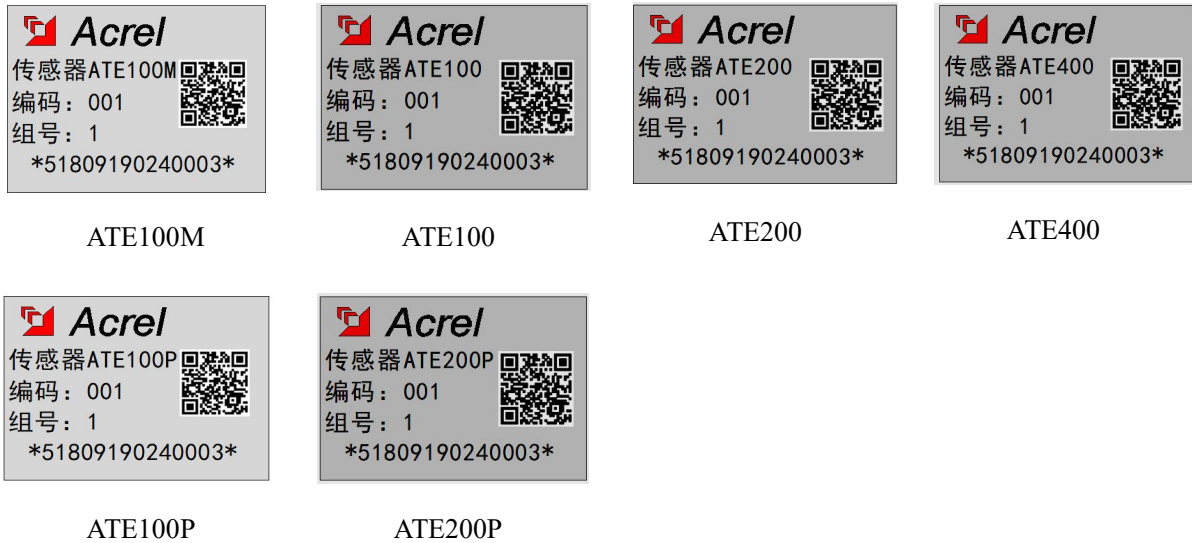 Acrel
传感器ATE100M
编码：001
组号：1
*51809190240003*
ATE100M
Acrel
传感器ATE100
编码：001
组号：1
*51809190240003*
ATE100
Acrel
传感器ATE200
编码：001
组号：1
*51809190240003*
ATE200
Acrel
传感器ATE400
编码：001
组号：1
*51809190240003*
ATE400
Acrel
传感器ATE100P
编码：001
组号：1
*51809190240003*
ATE100P
Acrel
传感器ATE200P
编码：001
组号：1
*51809190240003*
ATE200P